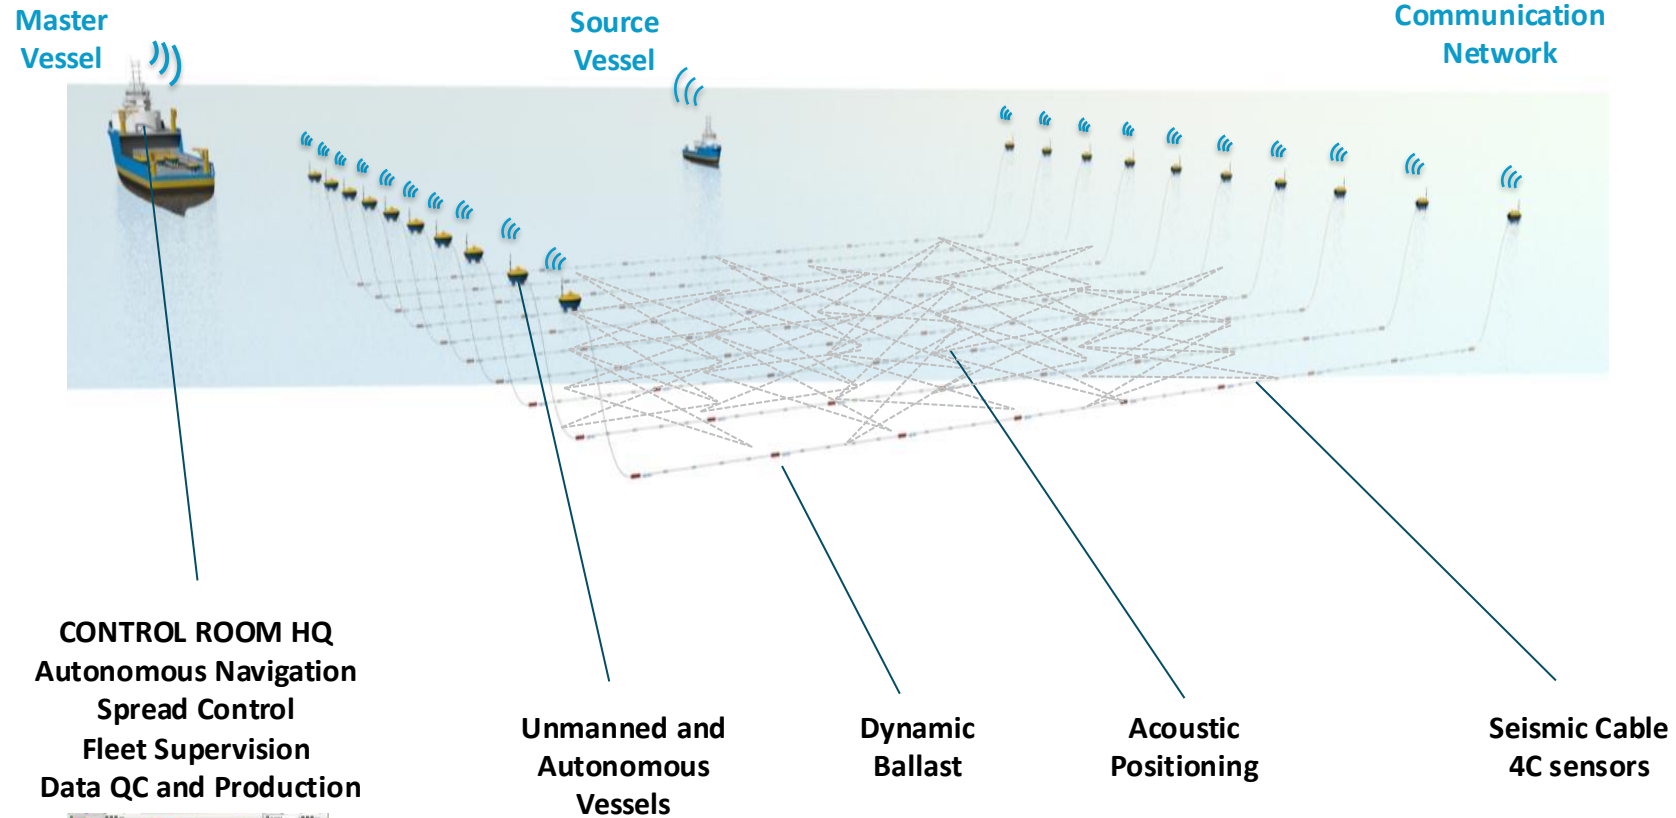 Master
Vessel
Source
Vessel
Communication
Network
CONTROL ROOM HQ
Autonomous Navigation
Spread Control
Fleet Supervision
Data QC and Production
Unmanned and
Autonomous
Vessels
Dynamic
Ballast
Acoustic
Positioning
Seismic Cable
4C sensors